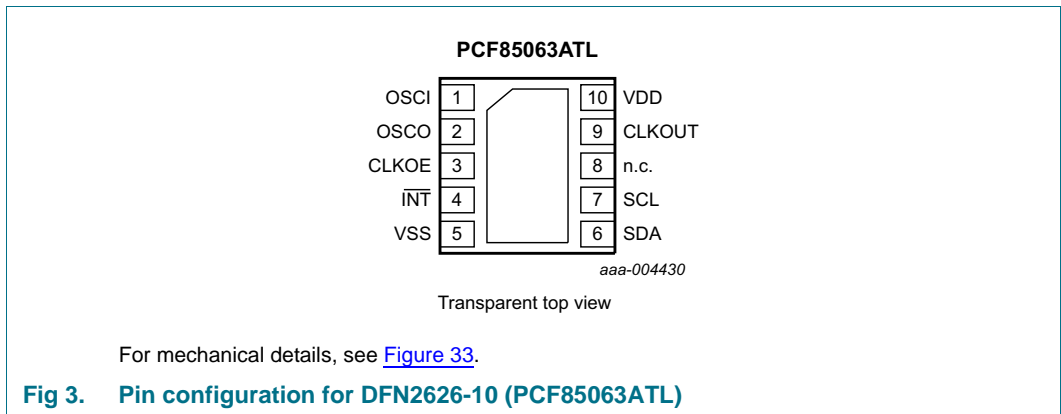 PCF85063ATL
OSCI 1 10 VDD
OSCO 2 9 CLKOUT
CLKOE 3 8 n.c.
INT 4 7 SCL
VSS 5 6 SDA
aaa-004430
Transparent top view
For mechanical details, see Figure 33.
Fig 3. Pin configuration for DFN2626-10 (PCF85063ATL)